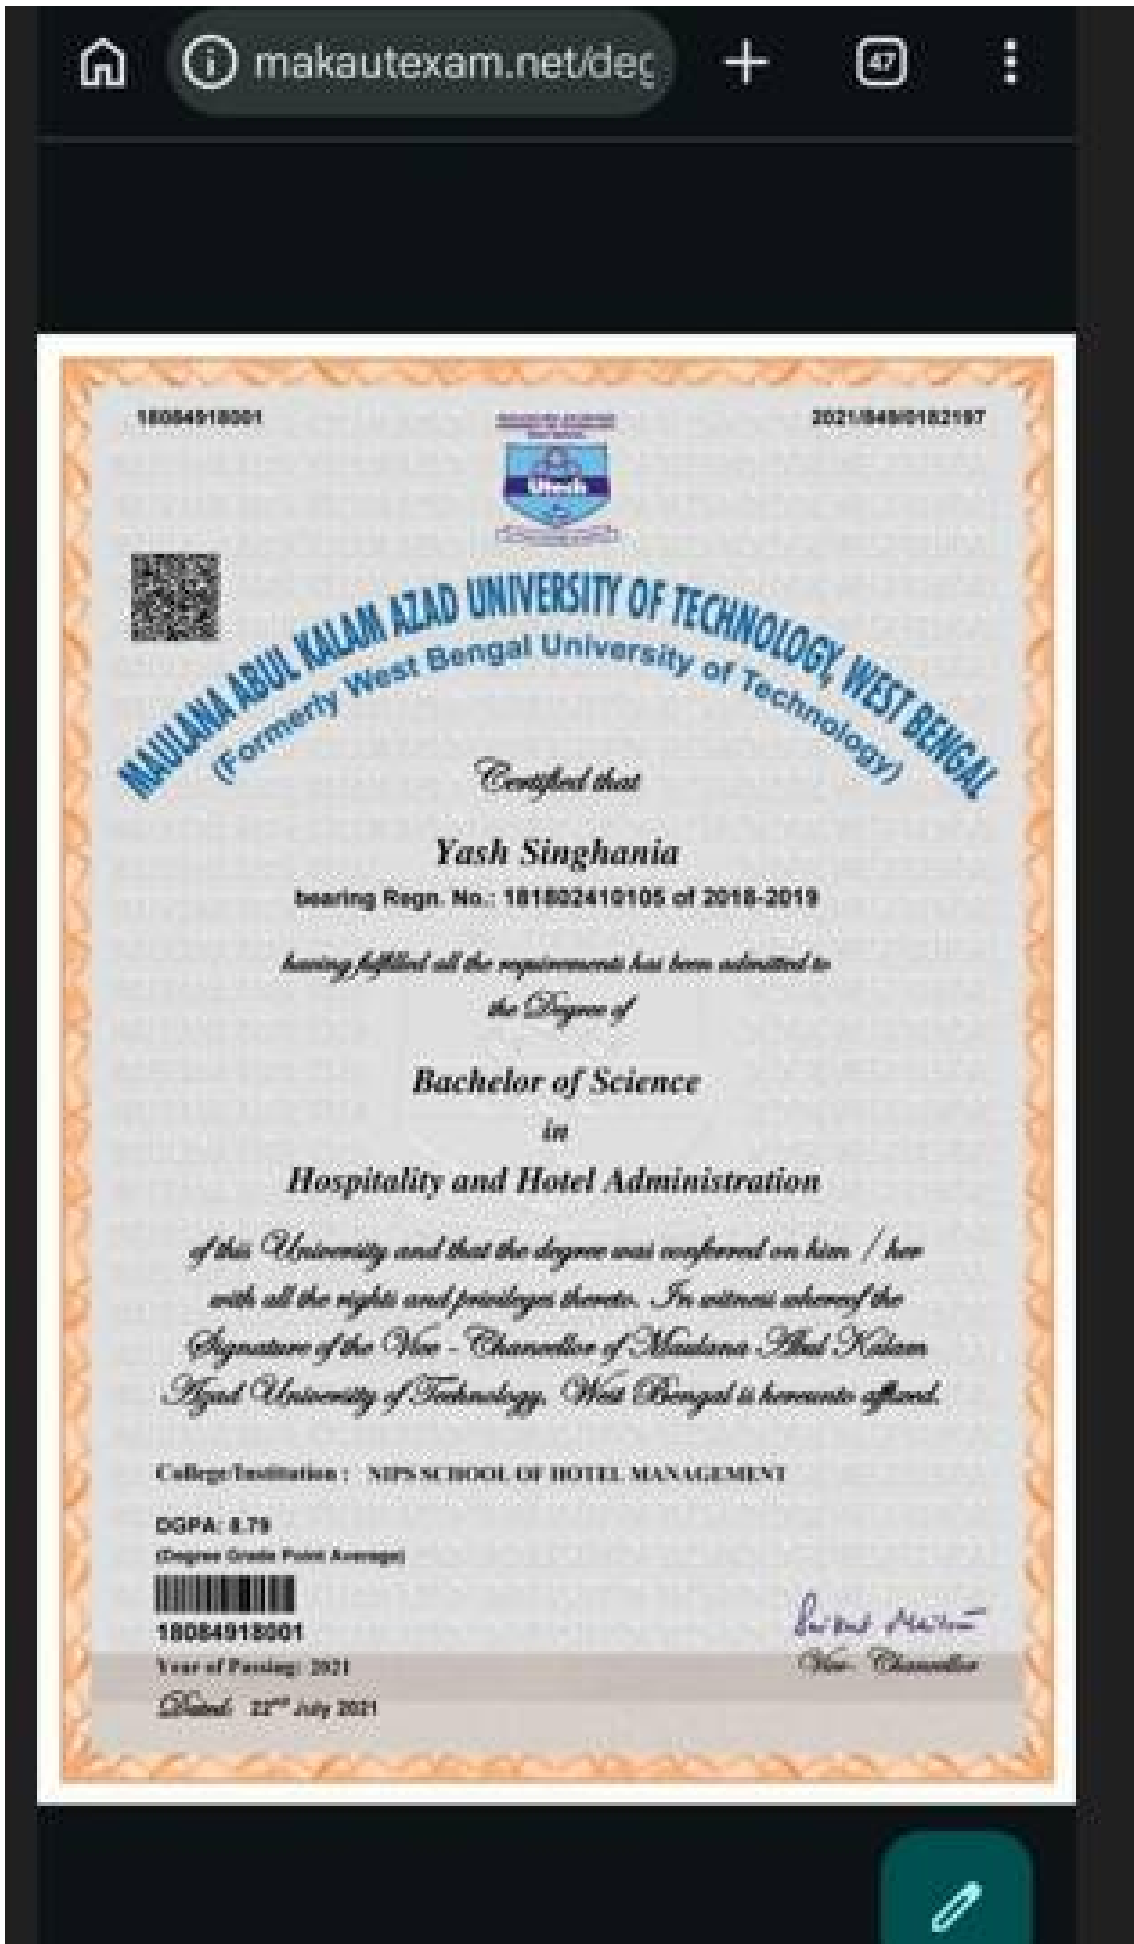 makautexam.net/deg
47
18084918001
2021/849/0182197
Utech
MAULANA ABUL KALAM AZAD UNIVERSITY OF TECHNOLOGY, WEST BENGAL
(Formerly West Bengal University of Technology)
Certified that
Yash Singhania
bearing Regn. No.: 181802410105 of 2018-2019
having fulfilled all the requirements has been admitted to
the Degree of
Bachelor of Science
in
Hospitality and Hotel Administration
of this University and that the degree was conferred on him / her
with all the rights and privileges thereto. In witness whereof the
Signature of the Vice - Chancellor of Maulana Abul Kalam
Azad University of Technology, West Bengal is hereunto affixed.
College/Institution : NIPS SCHOOL OF HOTEL MANAGEMENT
DGPA: 8.79
(Degree Grade Point Average)
18084918001
Year of Passing: 2021
Vice- Chancellor
Dated: 22nd July 2021